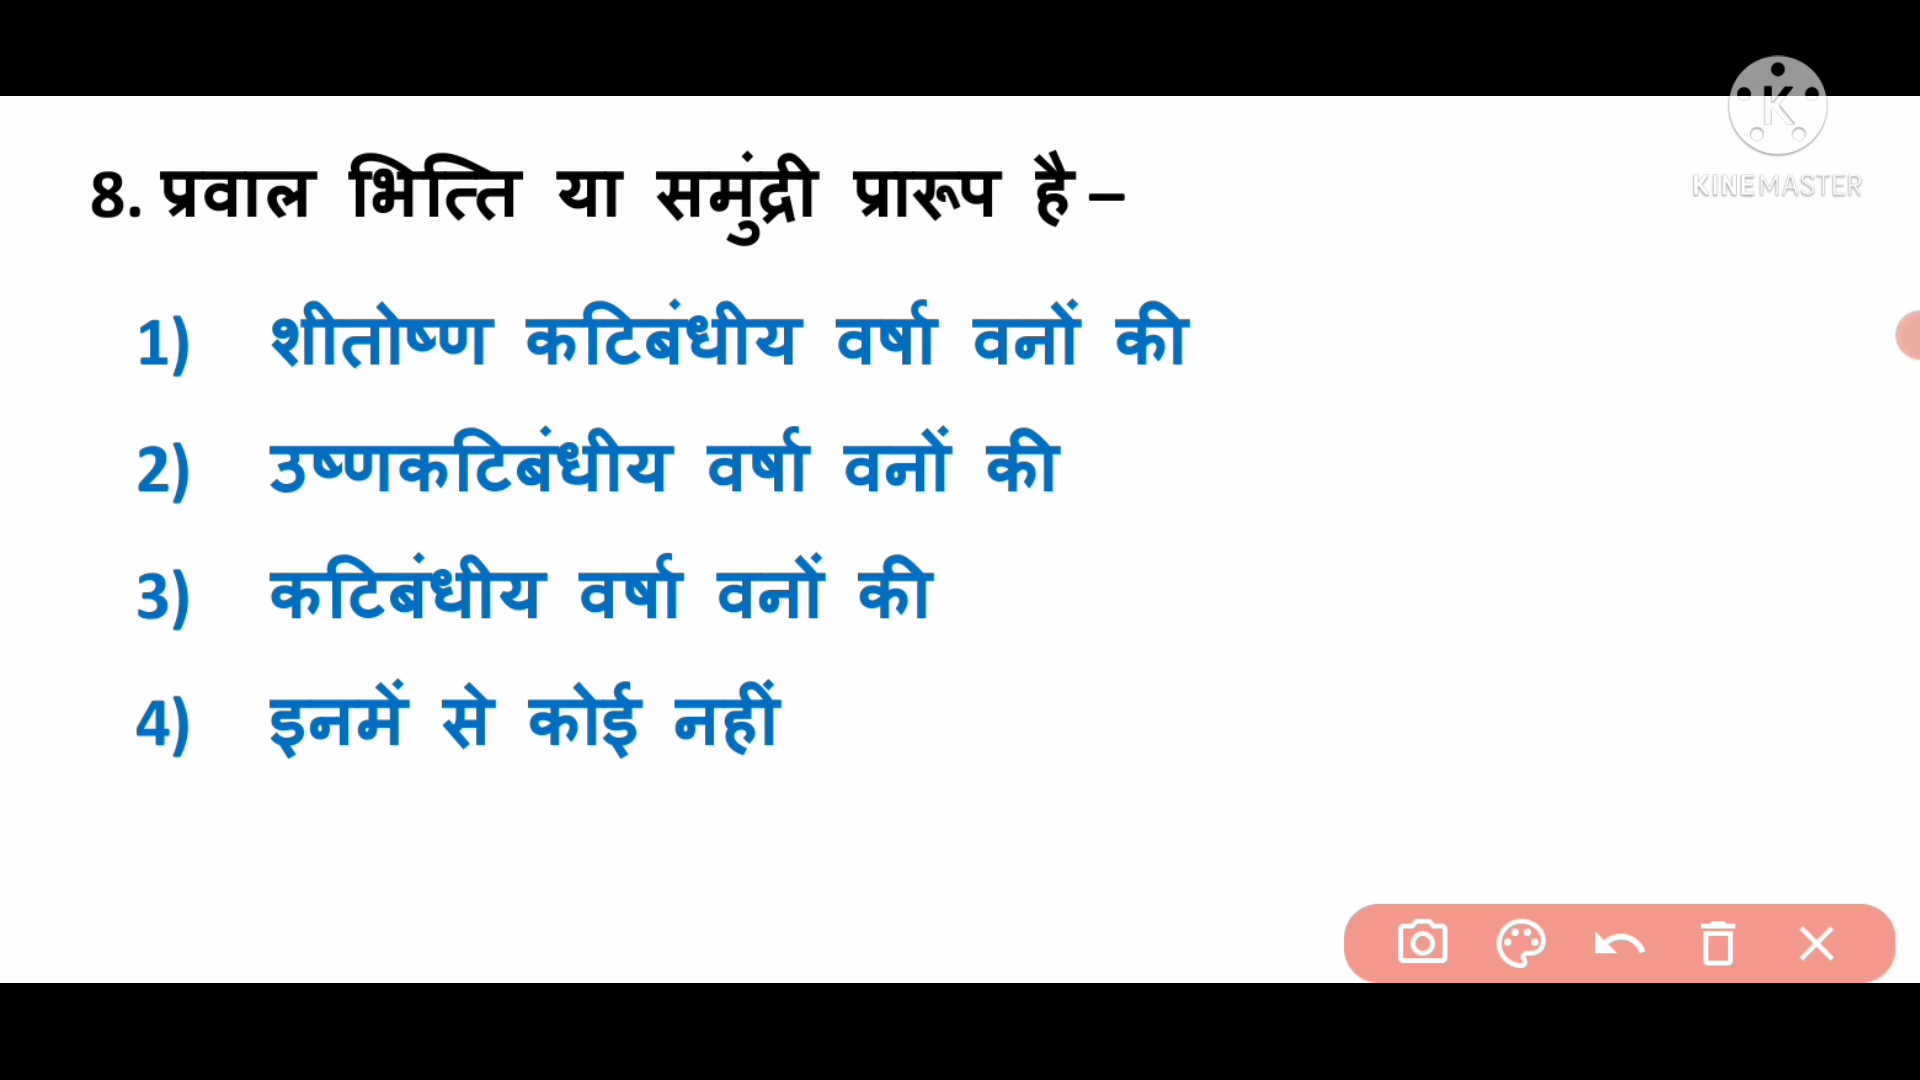 K
KINEMASTER
8. प्रवाल भित्ति या समुंद्री प्रारूप है –
1) शीतोष्ण कटिबंधीय वर्षा वनों की
2) उष्णकटिबंधीय वर्षा वनों की
3) कटिबंधीय वर्षा वनों की
4) इनमें से कोई नहीं